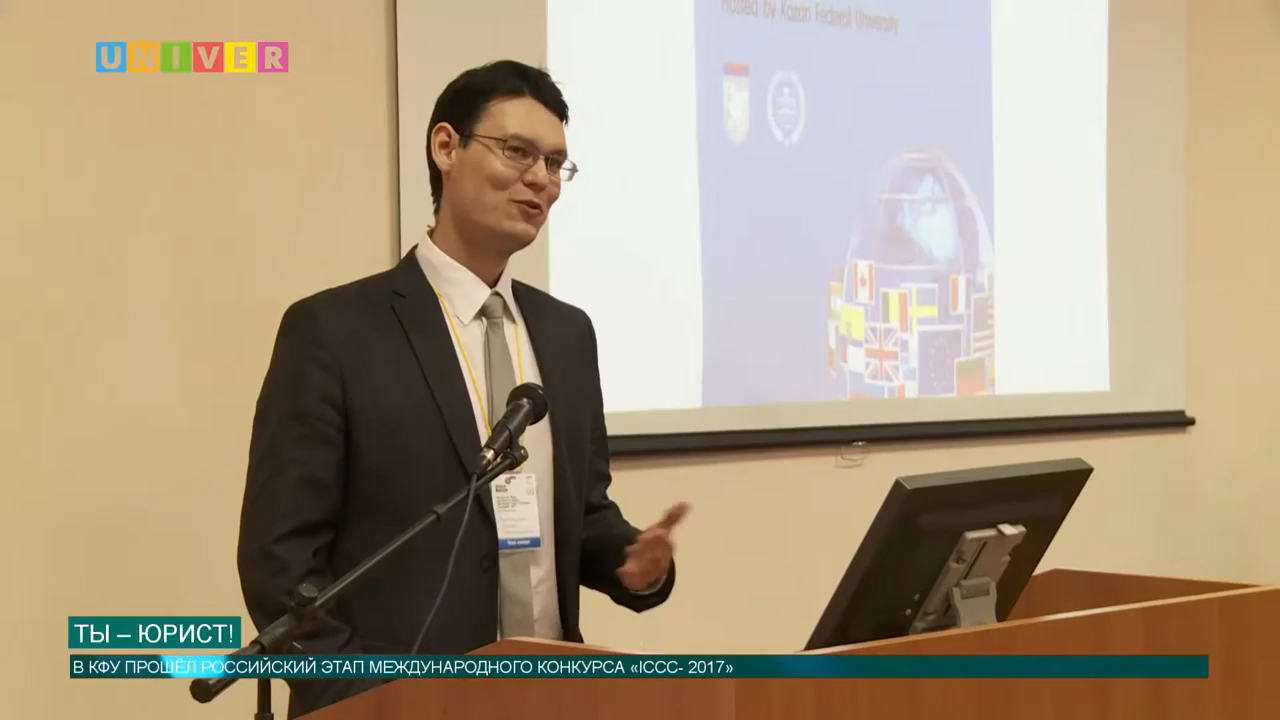 Hosted by Kazan Federal University
UNIVER
ТЫ – ЮРИСТ!
В КФУ ПРОШЁЛ РОССИЙСКИЙ ЭТАП МЕЖДУНАРОДНОГО КОНКУРСА «ICCC- 2017»